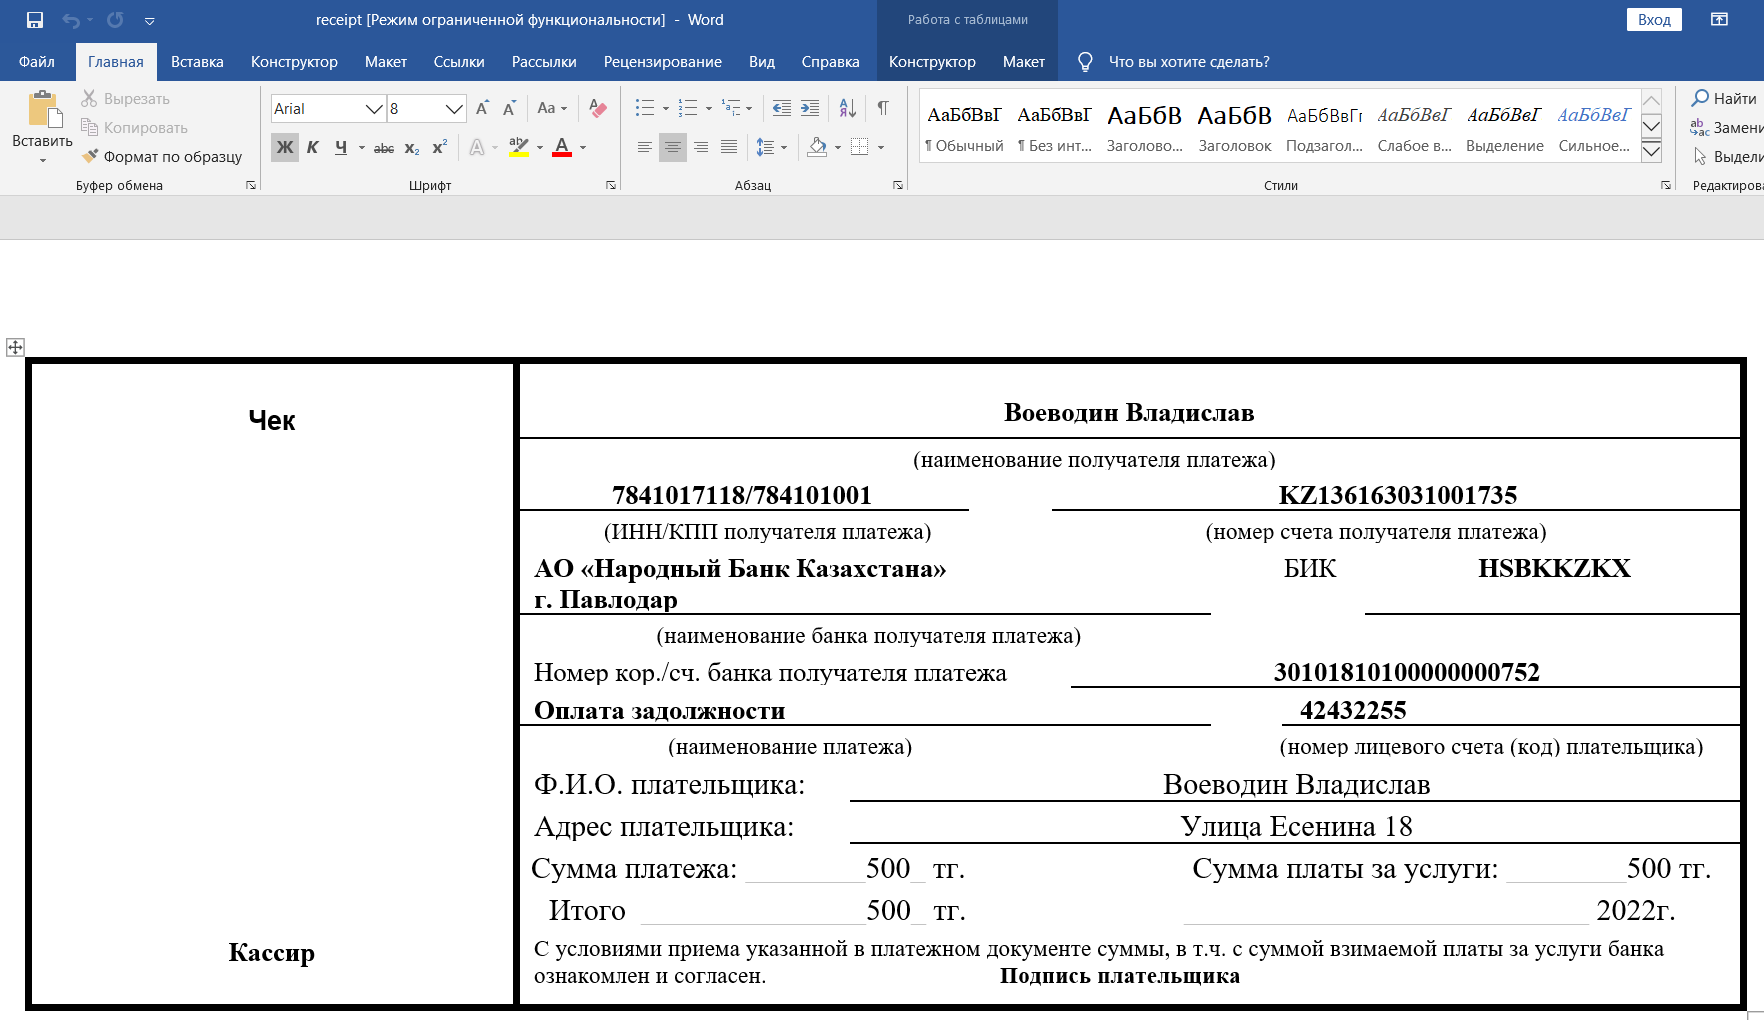 receipt [Режим ограниченной функциональности] - Word
Работа с таблицами
Вход
Файл Главная Вставка Конструктор Макет Ссылки Рассылки Рецензирование Вид Справка Конструктор Макет Что вы хотите сделать?
Вставить
Вырезать
Копировать
Формат по образцу
Буфер обмена
Arial 8
Aa
Ж К Ч abc x₂ x²
Шрифт
Абзац
АаБбВвГ АаБбВвГ АаБбВ АаБбВ АаБбВвГг АаБбВвГ АаБбВвГ АаБбВвГ
¶ Обычный ¶ Без инт... Заголово... Заголовок Подзагол... Слабое в... Выделение Сильное...
Стили
Найти
Замени
Выдели
Редактирова
Чек
Кассир
Воеводин Владислав
(наименование получателя платежа)
7841017118/784101001 KZ136163031001735
(ИНН/КПП получателя платежа) (номер счета получателя платежа)
АО «Народный Банк Казахстана» БИК HSBKKZKX
г. Павлодар
(наименование банка получателя платежа)
Номер кор./сч. банка получателя платежа 30101810100000000752
Оплата задолжности 42432255
(наименование платежа) (номер лицевого счета (код) плательщика)
Ф.И.О. плательщика: Воеводин Владислав
Адрес плательщика: Улица Есенина 18
Сумма платежа: 500 тг. Сумма платы за услуги: 500 тг.
Итого 500 тг. 2022г.
С условиями приема указанной в платежном документе суммы, в т.ч. с суммой взимаемой платы за услуги банка
ознакомлен и согласен. Подпись плательщика